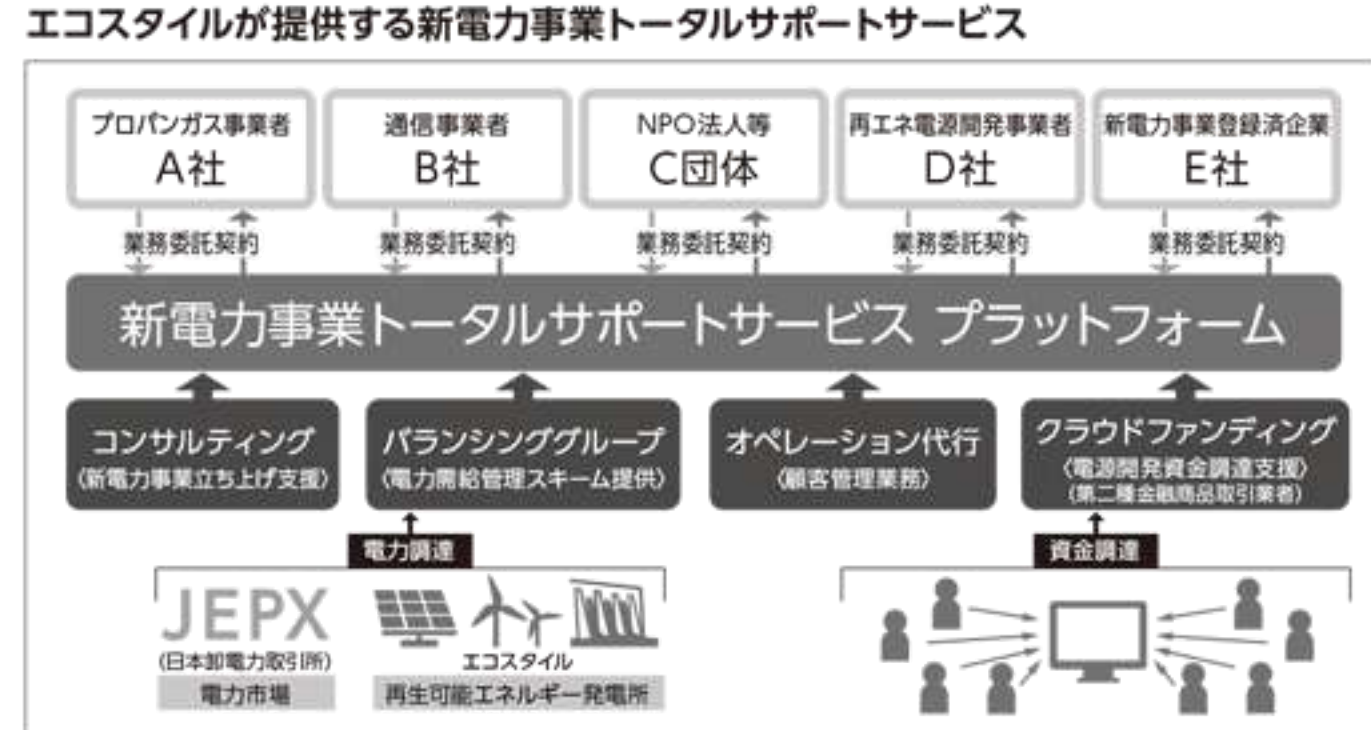 エコスタイルが提供する新電力事業トータルサポートサービス
プロパンガス事業者
A社
通信事業者
B社
NPO法人等
C団体
再エネ電源開発事業者
D社
新電力事業登録済企業
E社
業務委託契約
業務委託契約
業務委託契約
業務委託契約
業務委託契約
新電力事業トータルサポートサービス プラットフォーム
コンサルティング
〈新電力事業立ち上げ支援〉
バランシンググループ
〈電力需給管理スキーム提供〉
オペレーション代行
〈顧客管理業務〉
クラウドファンディング
〈電源開発資金調達支援〉
(第二種金融商品取引業者)
電力調達
資金調達
JEPX
(日本卸電力取引所)
電力市場
エコスタイル
再生可能エネルギー発電所